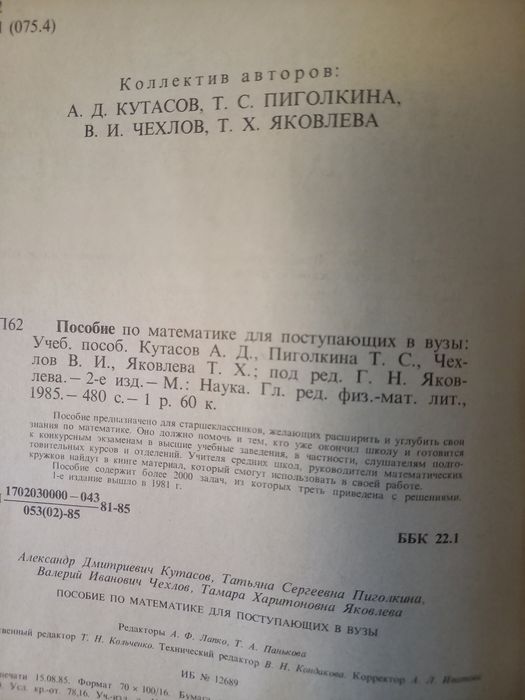 (075.4)
Коллектив авторов:
А. Д. КУТАСОВ, Т. С. ПИГОЛКИНА,
В. И. ЧЕХЛОВ, Т. Х. ЯКОВЛЕВА
П62
Пособие по математике для поступающих в вузы:
Учеб. пособ. Кутасов А. Д., Пиголкина Т. С., Чех-
лов В. И., Яковлева Т. Х.; под ред. Г. Н. Яков-
лева.— 2-е изд.— М.: Наука. Гл. ред. физ.-мат. лит.,
1985.— 480 с.— 1 р. 60 к.
Пособие предназначено для старшеклассников, желающих расширить и углубить свои
знания по математике. Оно должно помочь и тем, кто уже окончил школу и готовится
к конкурсным экзаменам в высшие учебные заведения, в частности, слушателям подго-
товительных курсов и отделений. Учителя средних школ, руководители математических
кружков найдут в книге материал, который смогут использовать в своей работе.
Пособие содержит более 2000 задач, из которых треть приведена с решениями.
1-е издание вышло в 1981 г.
1702030000—043
053(02)-85
81-85
ББК 22.1
Александр Дмитриевич Кутасов, Татьяна Сергеевна Пиголкина,
Валерий Иванович Чехлов, Тамара Харитоновна Яковлева
ПОСОБИЕ ПО МАТЕМАТИКЕ ДЛЯ ПОСТУПАЮЩИХ В ВУЗЫ
Редакторы А. Ф. Лапко, Т. А. Панькова
редактор Т. Н. Кольченко. Технический редактор В. Н. Кондакова. Корректор А. Л.
ИБ № 12689
печати 15.08.85. Формат 70 × 100/16. Бумага
Усл. кр.-от. 78,16.